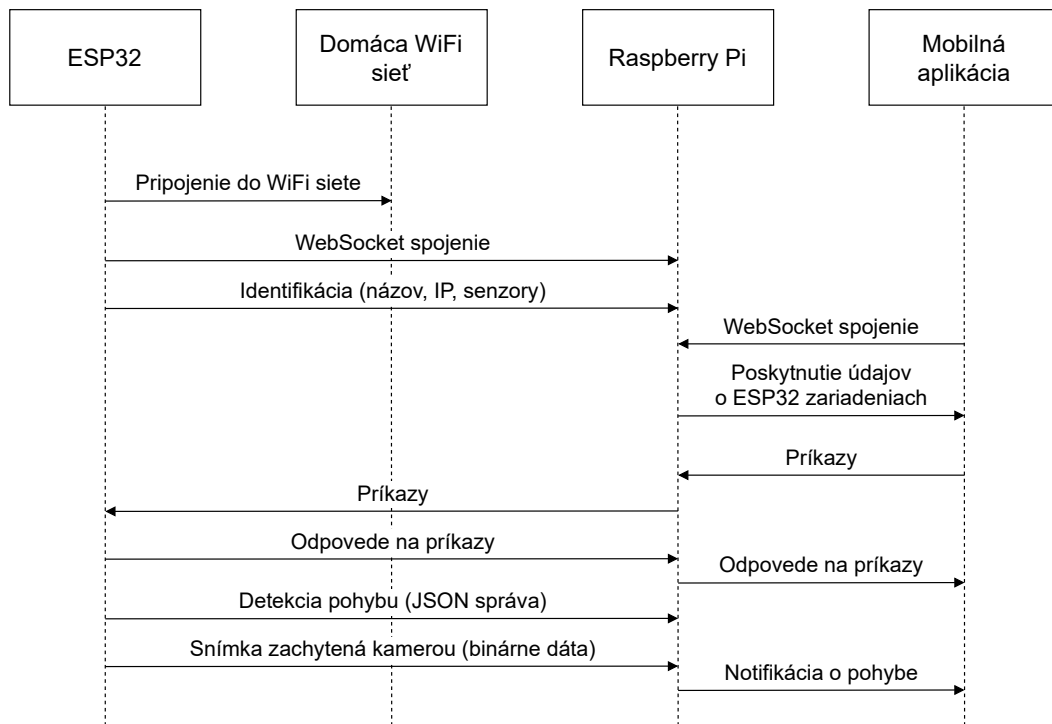 ESP32
Domáca WiFi
sieť
Raspberry Pi
Mobilná
aplikácia
Pripojenie do WiFi siete
WebSocket spojenie
Identifikácia (názov, IP, senzory)
WebSocket spojenie
Poskytnutie údajov
o ESP32 zariadeniach
Príkazy
Príkazy
Odpovede na príkazy
Odpovede na príkazy
Detekcia pohybu (JSON správa)
Snímka zachytená kamerou (binárne dáta)
Notifikácia o pohybe